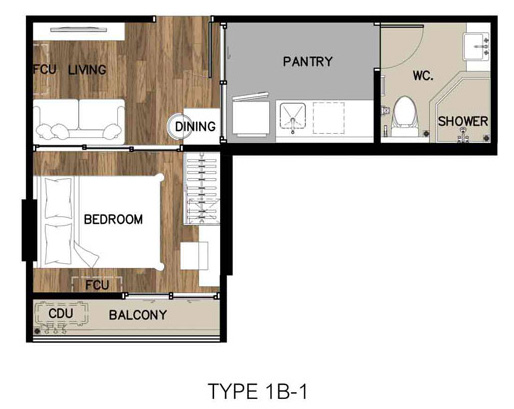 PANTRY
FCU LIVING
WC.
DINING
SHOWER
BEDROOM
FCU
CDU
BALCONY
TYPE 1B-1